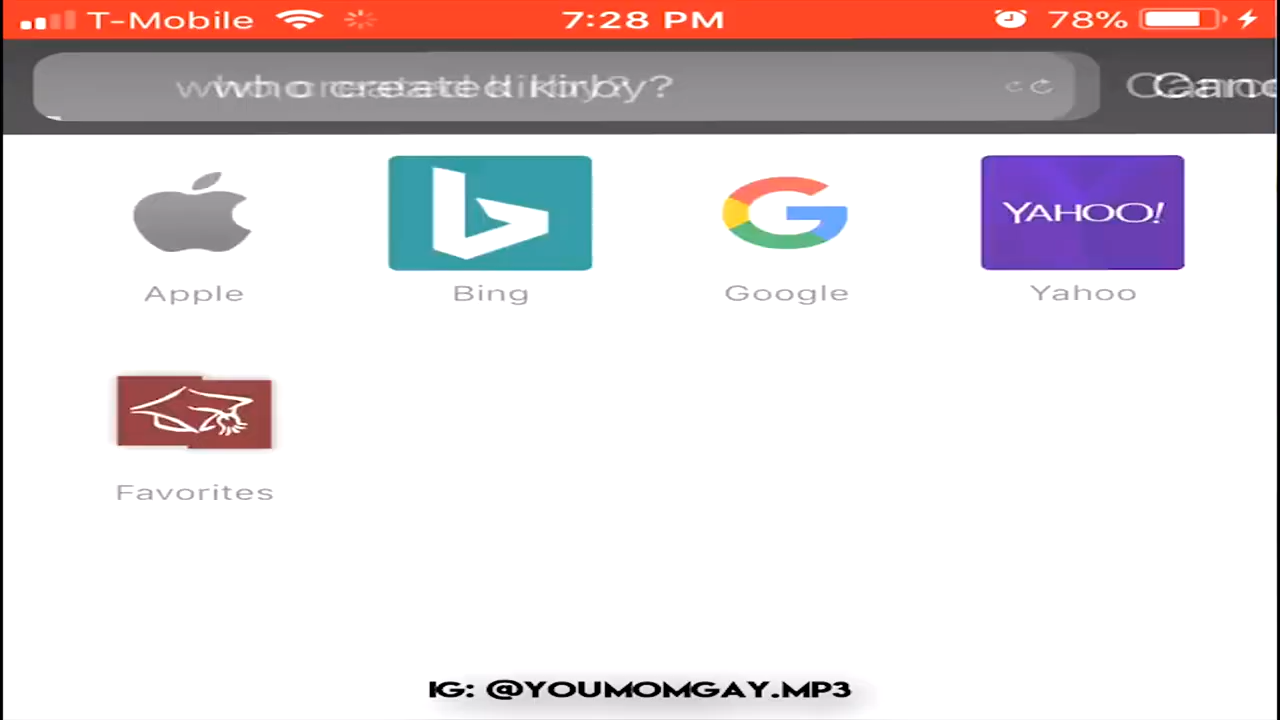 T-Mobile 7:28 PM 78%
who created kirby?
YAHOO!
Apple Bing Google Yahoo
Favorites
IG: @YOUMOMGAY.MP3